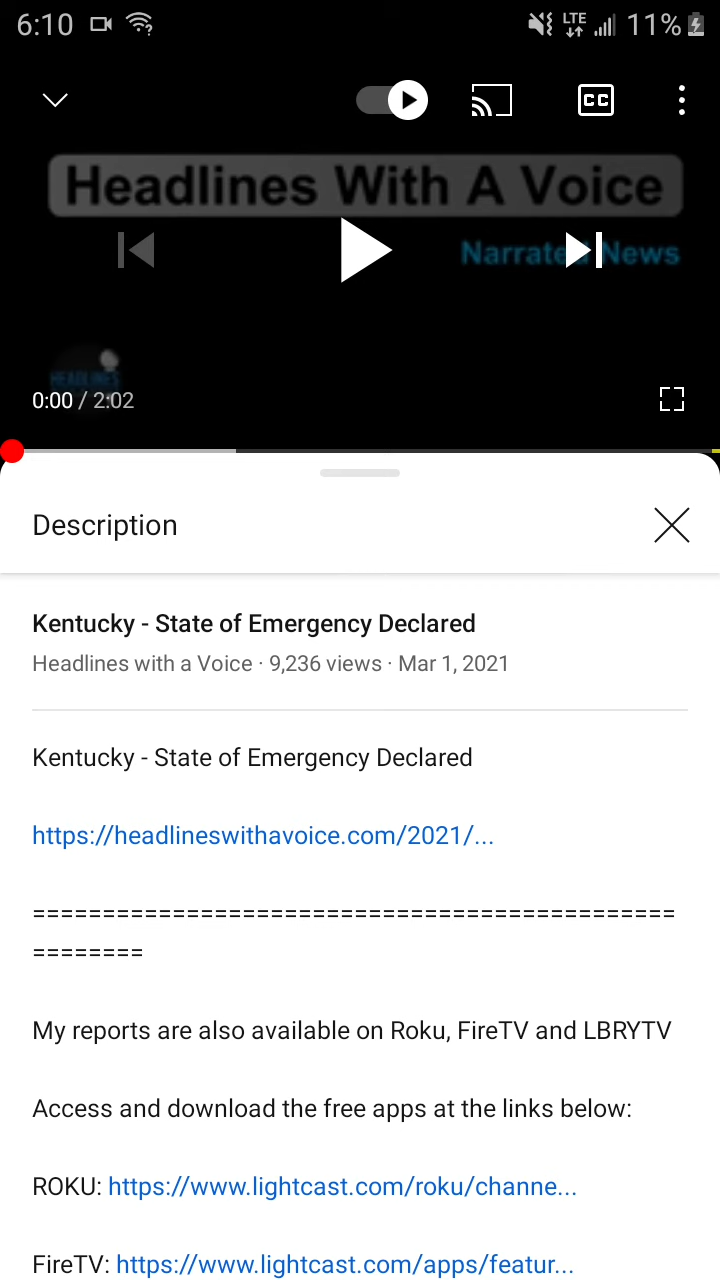 6:10 LTE 11%
CC
Headlines With A Voice
Narrated News
HEADLINES
0:00 / 2:02
Description
Kentucky - State of Emergency Declared
Headlines with a Voice · 9,236 views · Mar 1, 2021
Kentucky - State of Emergency Declared
https://headlineswithavoice.com/2021/...
==============================================
========
My reports are also available on Roku, FireTV and LBRYTV
Access and download the free apps at the links below:
ROKU: https://www.lightcast.com/roku/channe...
FireTV: https://www.lightcast.com/apps/featur...